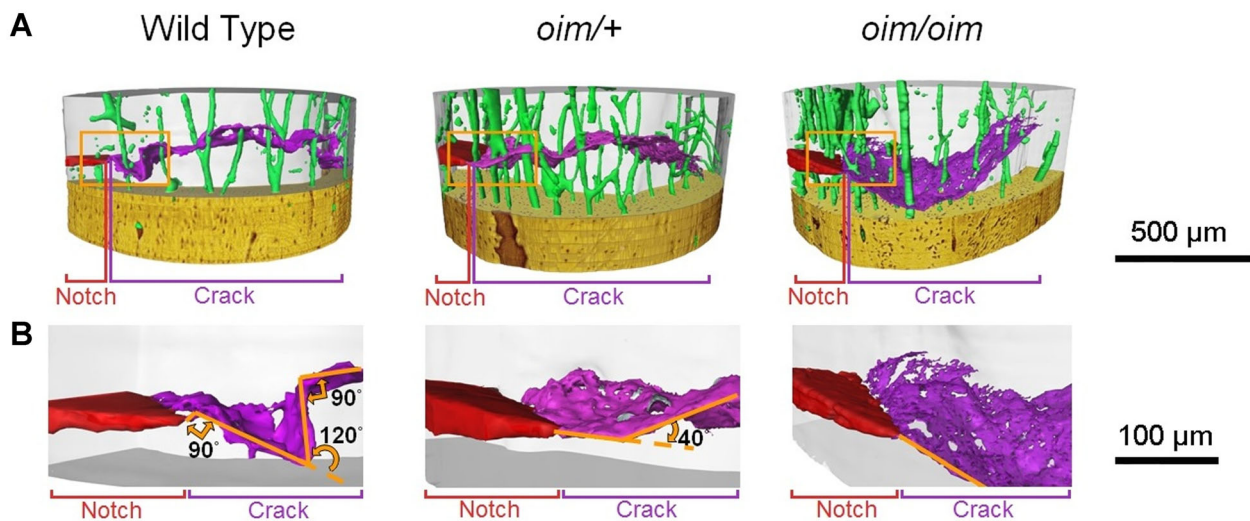 A
Wild Type
oim/+
oim/oim
500 µm
Notch
Crack
Notch
Crack
Notch
Crack
B
90°
90°
120°
40°
100 µm
Notch
Crack
Notch
Crack
Notch
Crack